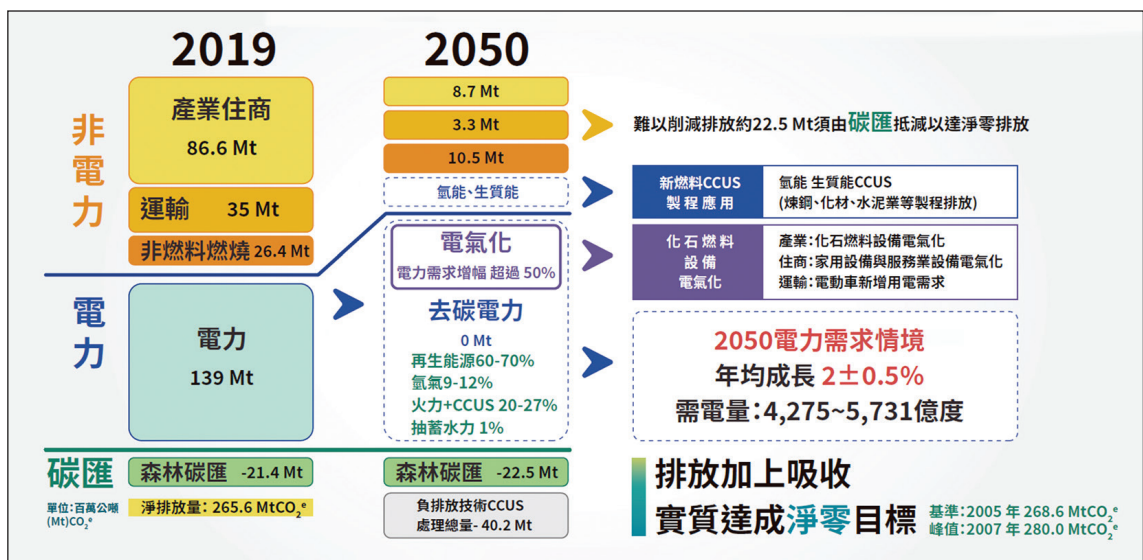 2019
2050
非電力
產業住商
86.6 Mt
運輸 35 Mt
非燃料燃燒 26.4 Mt
8.7 Mt
3.3 Mt
10.5 Mt
氫能、生質能
難以削減排放約22.5 Mt須由碳匯抵減以達淨零排放
新燃料CCUS
製程應用
氫能 生質能CCUS
(煉鋼、化材、水泥業等製程排放)
電氣化
電力需求增幅 超過 50%
化石燃料
設備
電氣化
產業:化石燃料設備電氣化
住商:家用設備與服務業設備電氣化
運輸:電動車新增用電需求
電力
電力
139 Mt
去碳電力
0 Mt
再生能源60-70%
氫氣9-12%
火力+CCUS 20-27%
抽蓄水力 1%
2050電力需求情境
年均成長 2±0.5%
需電量:4,275~5,731億度
碳匯
單位:百萬公噸
(Mt)CO₂ᵉ
森林碳匯 -21.4 Mt
淨排放量: 265.6 MtCO₂ᵉ
森林碳匯 -22.5 Mt
負排放技術CCUS
處理總量- 40.2 Mt
排放加上吸收
實質達成淨零目標
基準:2005 年 268.6 MtCO₂ᵉ
峰值:2007 年 280.0 MtCO₂ᵉ